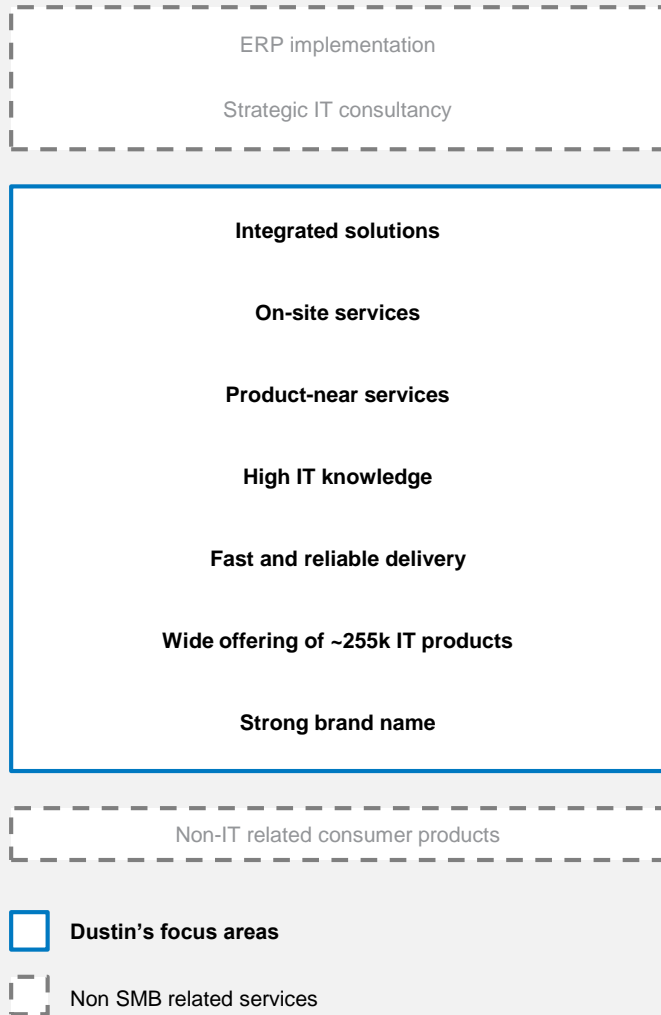 ERP implementation
Strategic IT consultancy
Integrated solutions
On-site services
Product-near services
High IT knowledge
Fast and reliable delivery
Wide offering of ~255k IT products
Strong brand name
Non-IT related consumer products
Dustin's focus areas
Non SMB related services